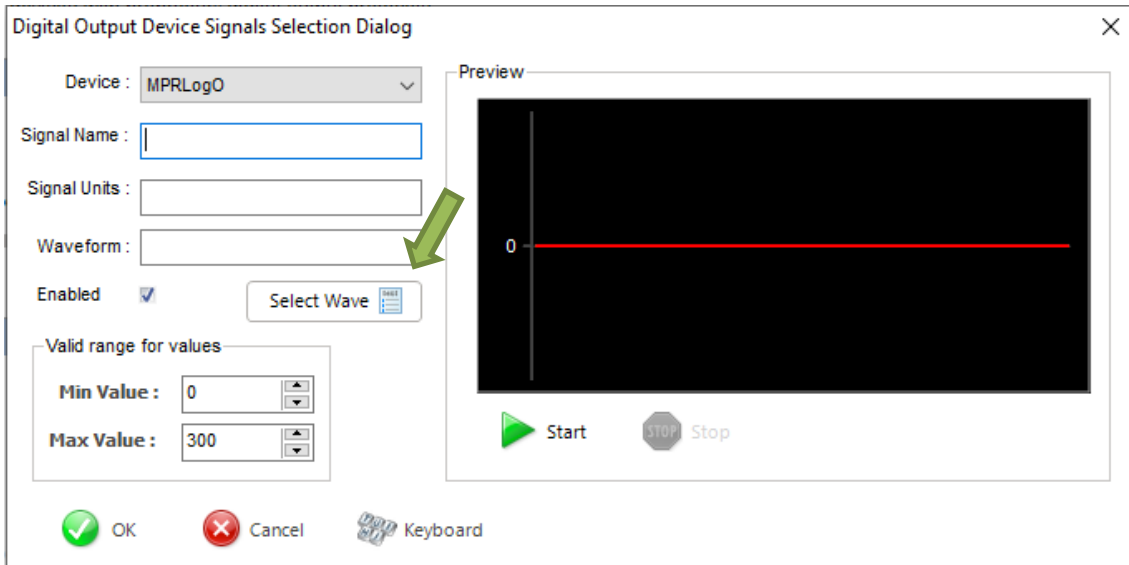 Digital Output Device Signals Selection Dialog
Device : MPRLogO
Signal Name :
Signal Units :
Waveform :
Enabled
Select Wave
Valid range for values
Min Value : 0
Max Value : 300
Preview
0
Start
STOP Stop
OK Cancel Keyboard